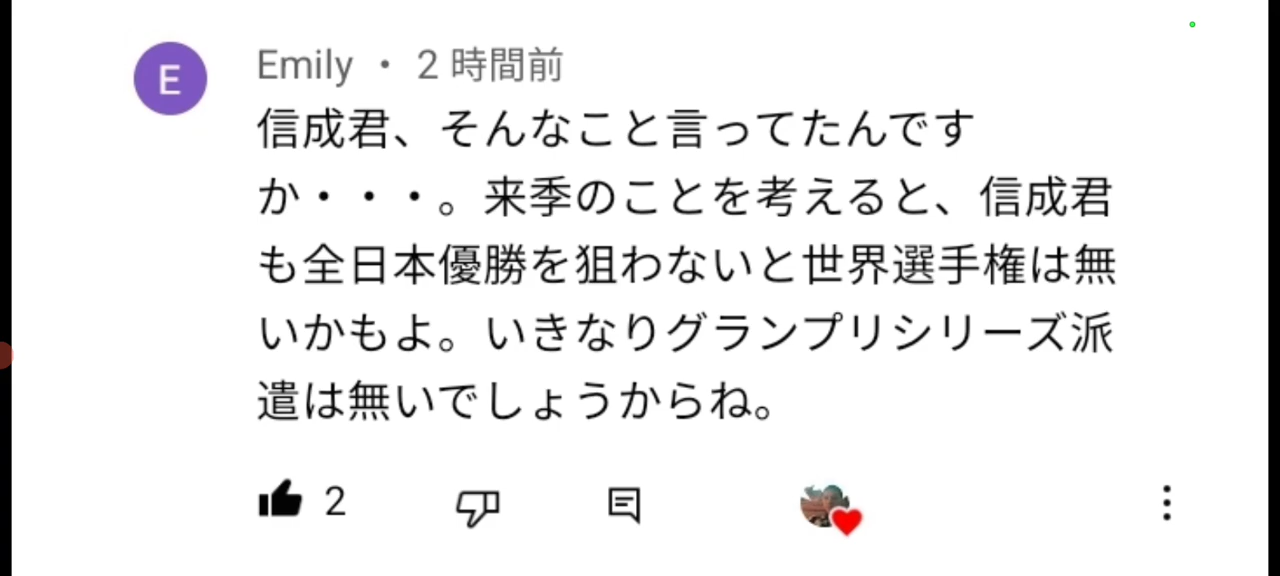 E
Emily ・ 2 時間前
信成君、そんなこと言ってたんです
か・・・。来季のことを考えると、信成君
も全日本優勝を狙わないと世界選手権は無
いかもよ。いきなりグランプリシリーズ派
遣は無いでしょうからね。
2